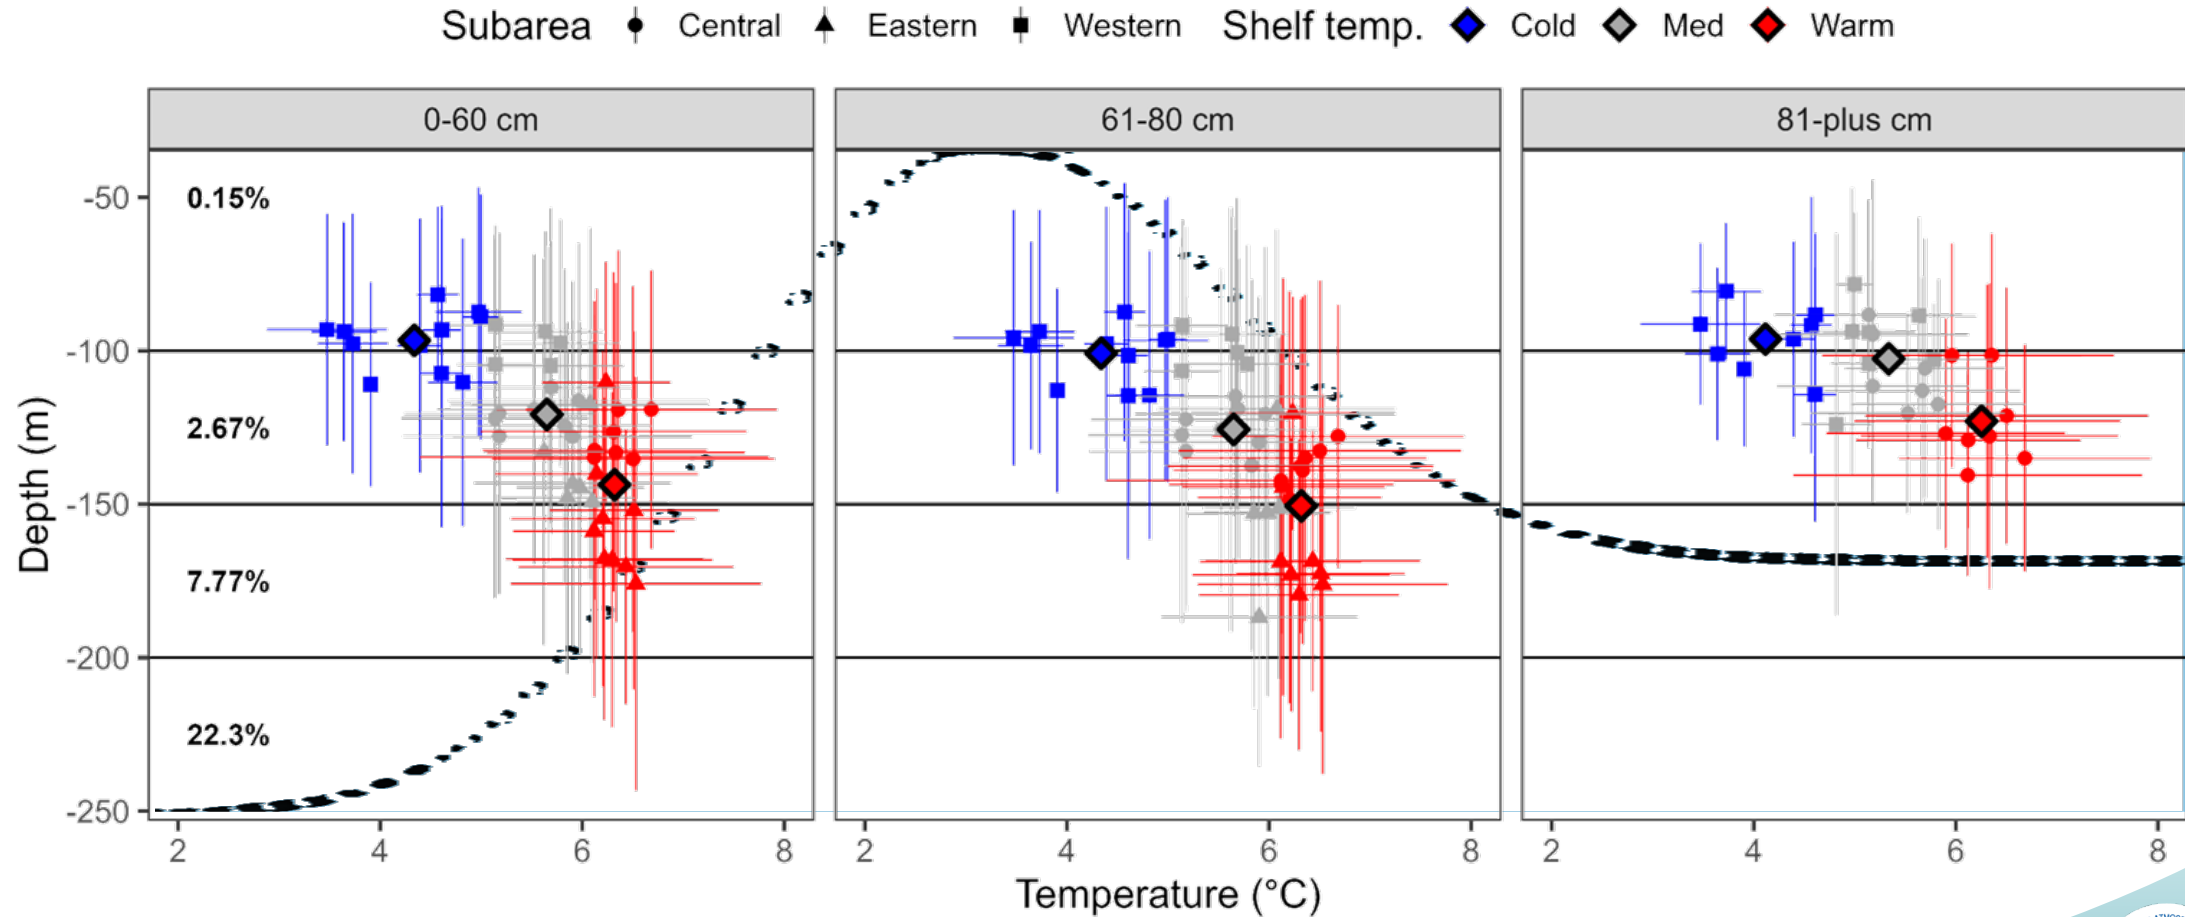 Subarea Central Eastern Western Shelf temp. Cold Med Warm
0-60 cm 61-80 cm 81-plus cm
Depth (m)
-50
-100
-150
-200
-250
0.15%
2.67%
7.77%
22.3%
2 4 6 8 2 4 6 8 2 4 6 8
Temperature (°C)